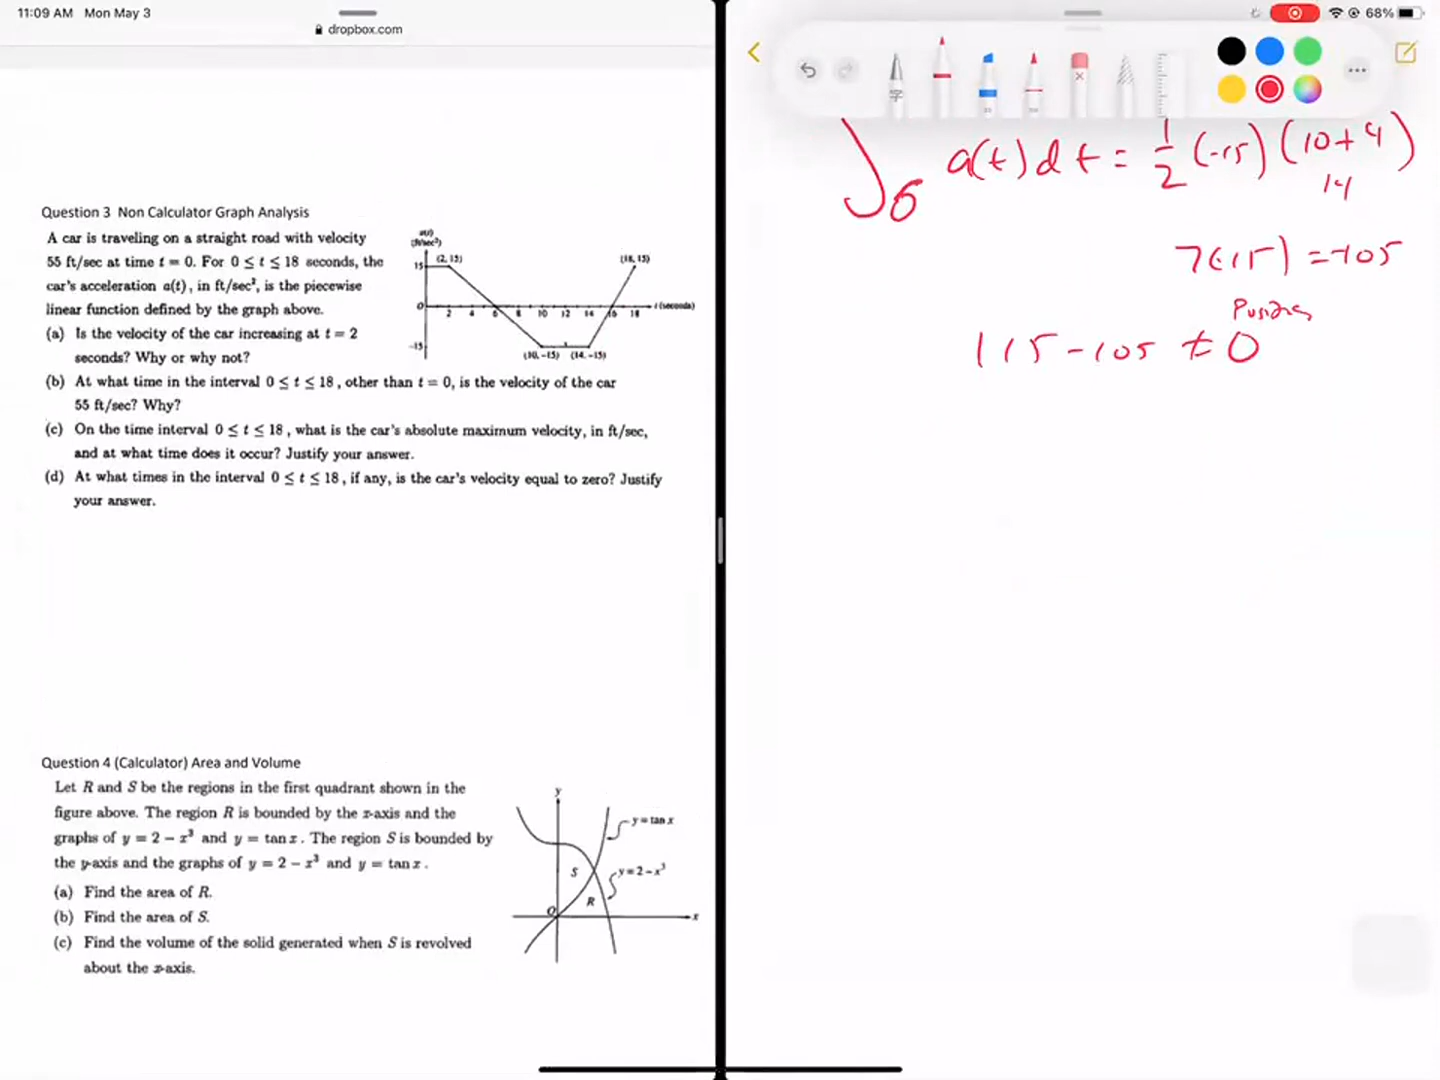 11:09 AM Mon May 3
dropbox.com
68%
Question 3 Non Calculator Graph Analysis
A car is traveling on a straight road with velocity
55 ft/sec at time t = 0. For 0 ≤ t ≤ 18 seconds, the
car's acceleration a(t), in ft/sec², is the piecewise
linear function defined by the graph above.
(a) Is the velocity of the car increasing at t = 2
seconds? Why or why not?
a(t)
(ft/sec²)
15
(2, 15)
(18, 15)
0
2 4 6 8 10 12 14 16 18
t (seconds)
-15
(10, -15) (14, -15)
(b) At what time in the interval 0 ≤ t ≤ 18, other than t = 0, is the velocity of the car
55 ft/sec? Why?
(c) On the time interval 0 ≤ t ≤ 18, what is the car's absolute maximum velocity, in ft/sec,
and at what time does it occur? Justify your answer.
(d) At what times in the interval 0 ≤ t ≤ 18, if any, is the car's velocity equal to zero? Justify
your answer.
Question 4 (Calculator) Area and Volume
Let R and S be the regions in the first quadrant shown in the
figure above. The region R is bounded by the x-axis and the
graphs of y = 2 − x³ and y = tan x. The region S is bounded by
the y-axis and the graphs of y = 2 − x³ and y = tan x.
(a) Find the area of R.
(b) Find the area of S.
(c) Find the volume of the solid generated when S is revolved
about the x-axis.
y
y = tan x
S
y = 2 − x³
R
O
x
∫6 a(t)dt = 1/2 (-15)(10+4)
14
7(-15) = -105
115 - 105 ≠ 0